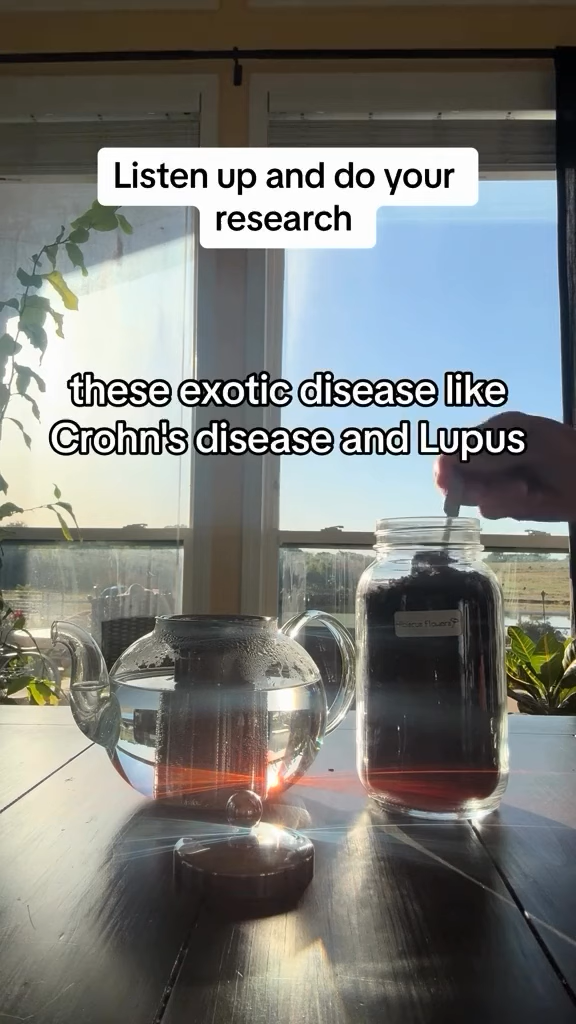 Listen up and do your
research
these exotic disease like
Crohn's disease and Lupus